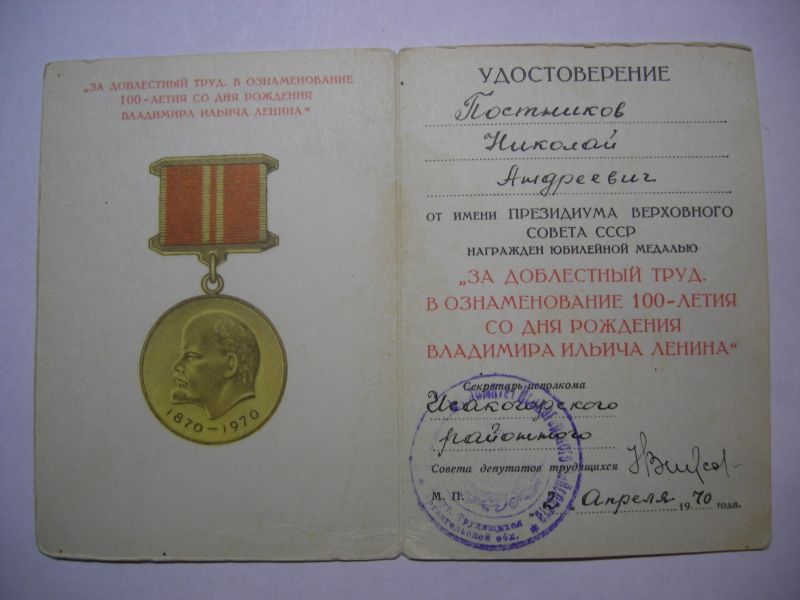 „ЗА ДОБЛЕСТНЫЙ ТРУД. В ОЗНАМЕНОВАНИЕ
100-ЛЕТИЯ СО ДНЯ РОЖДЕНИЯ
ВЛАДИМИРА ИЛЬИЧА ЛЕНИНА“
1870-1970
УДОСТОВЕРЕНИЕ
Постников
Николай
Андреевич
ОТ ИМЕНИ ПРЕЗИДИУМА ВЕРХОВНОГО
СОВЕТА СССР
НАГРАЖДЕН ЮБИЛЕЙНОЙ МЕДАЛЬЮ
„ЗА ДОБЛЕСТНЫЙ ТРУД.
В ОЗНАМЕНОВАНИЕ 100-ЛЕТИЯ
СО ДНЯ РОЖДЕНИЯ
ВЛАДИМИРА ИЛЬИЧА ЛЕНИНА“
Секретарь исполкома
Исакогорского
районного
Совета депутатов трудящихся
М. П. „2“ Апреля 1970 года.